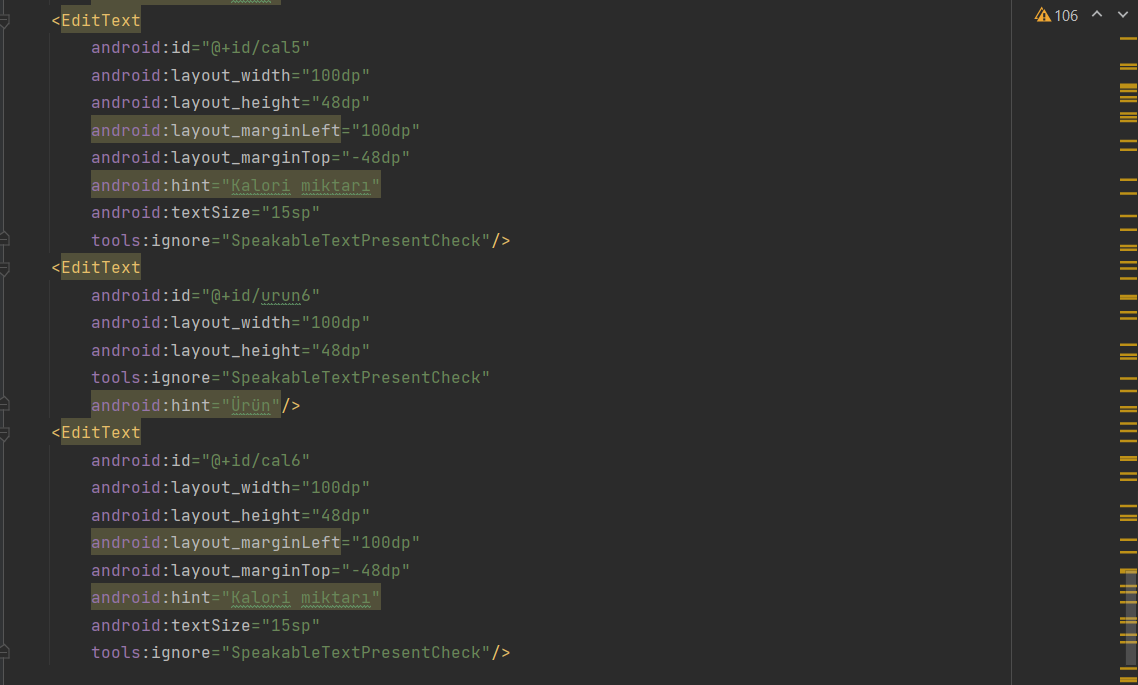 <EditText
android:id="@+id/cal5"
android:layout_width="100dp"
android:layout_height="48dp"
android:layout_marginLeft="100dp"
android:layout_marginTop="-48dp"
android:hint="Kalori miktarı"
android:textSize="15sp"
tools:ignore="SpeakableTextPresentCheck"/>
<EditText
android:id="@+id/urun6"
android:layout_width="100dp"
android:layout_height="48dp"
tools:ignore="SpeakableTextPresentCheck"
android:hint="Ürün"/>
<EditText
android:id="@+id/cal6"
android:layout_width="100dp"
android:layout_height="48dp"
android:layout_marginLeft="100dp"
android:layout_marginTop="-48dp"
android:hint="Kalori miktarı"
android:textSize="15sp"
tools:ignore="SpeakableTextPresentCheck"/>
106